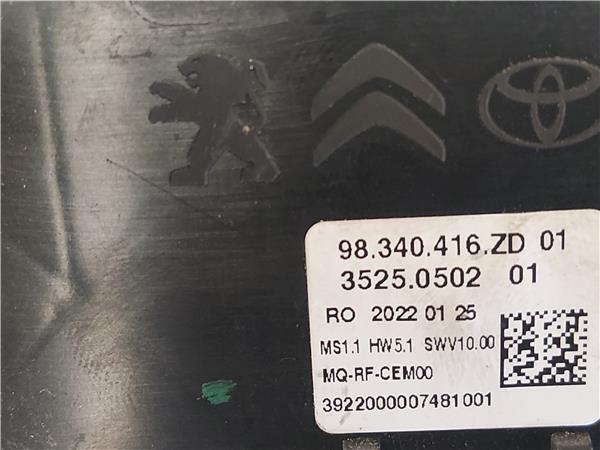 98.340.416.ZD 01
3525.0502 01
RO 2022 01 25
MS1.1 HW5.1 SWV10.00
MQ-RF-CEM00
3922000007481001